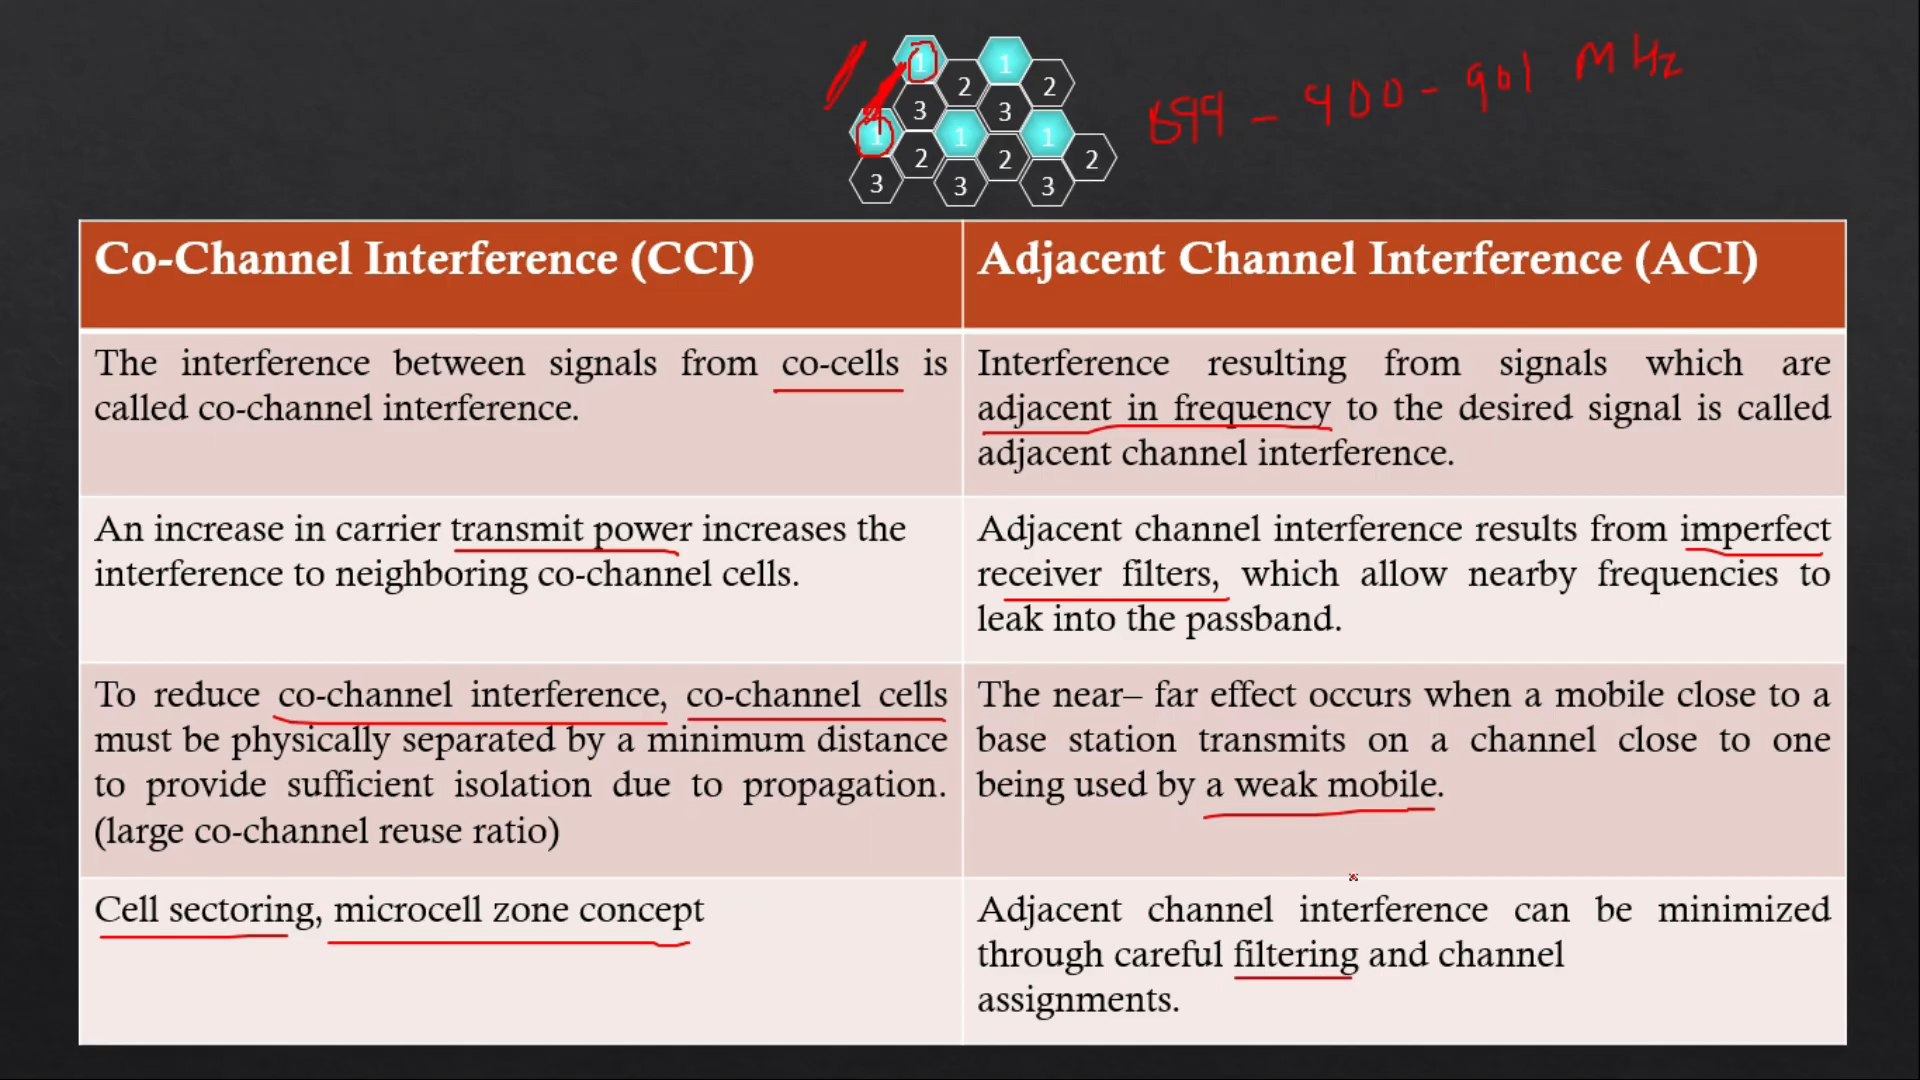 1 1
2 2
3 3
1 1 1
2 2 2
3 3 3
899 - 900 - 901 MHz
Co-Channel Interference (CCI)
Adjacent Channel Interference (ACI)
The interference between signals from co-cells is
called co-channel interference.
Interference resulting from signals which are
adjacent in frequency to the desired signal is called
adjacent channel interference.
An increase in carrier transmit power increases the
interference to neighboring co-channel cells.
Adjacent channel interference results from imperfect
receiver filters, which allow nearby frequencies to
leak into the passband.
To reduce co-channel interference, co-channel cells
must be physically separated by a minimum distance
to provide sufficient isolation due to propagation.
(large co-channel reuse ratio)
The near– far effect occurs when a mobile close to a
base station transmits on a channel close to one
being used by a weak mobile.
Cell sectoring, microcell zone concept
Adjacent channel interference can be minimized
through careful filtering and channel
assignments.